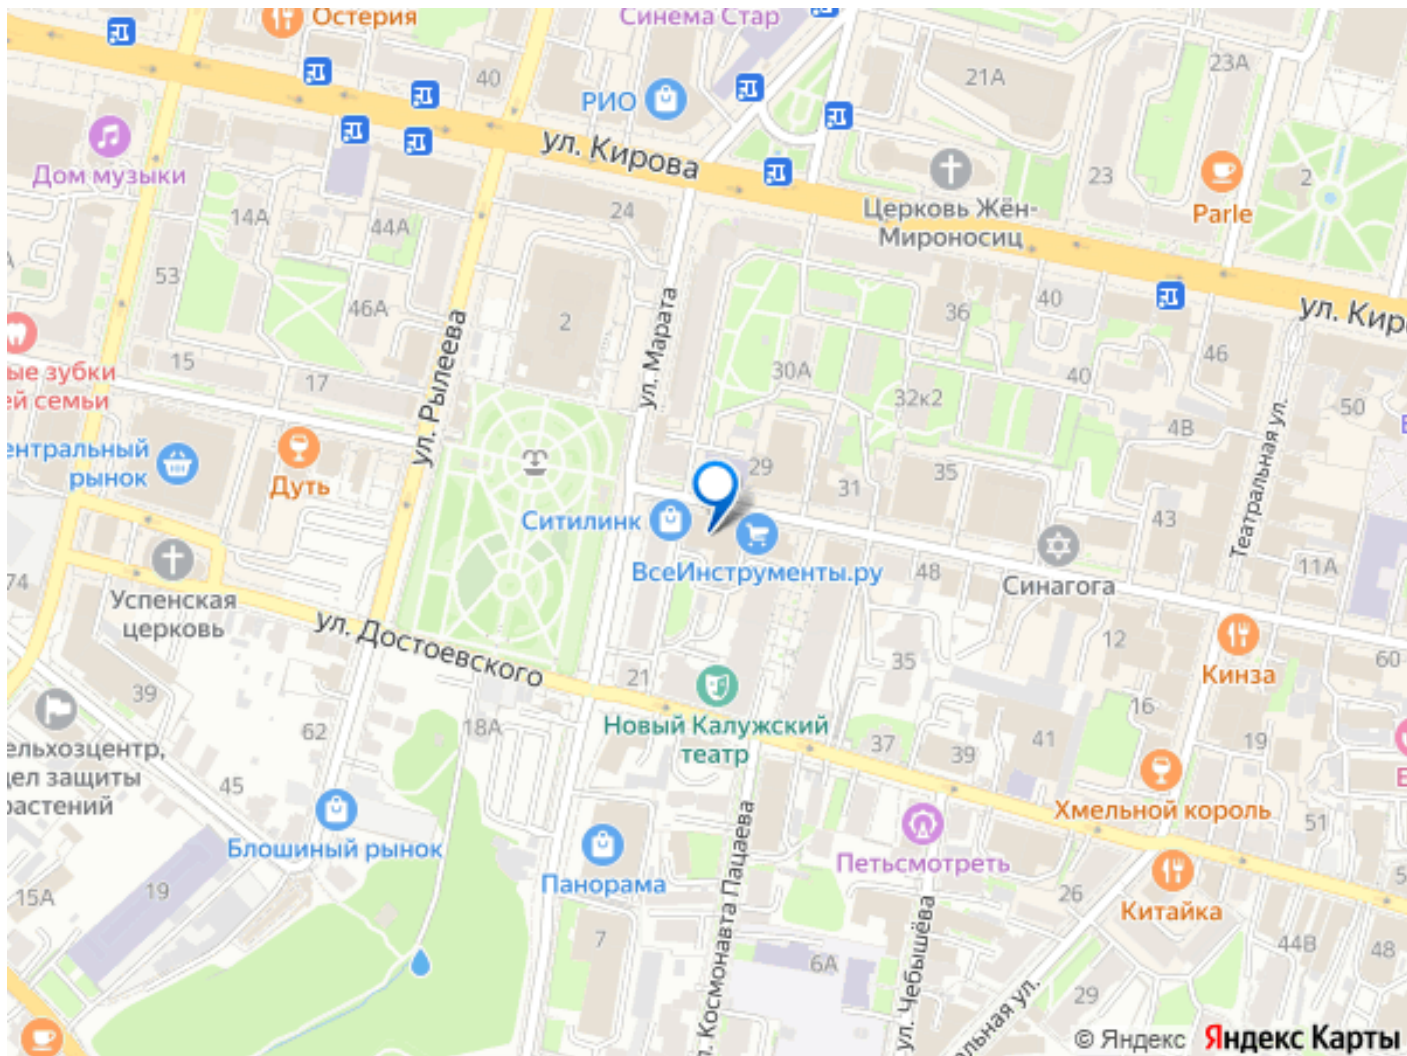 Остерия
Синема Стар
40
РИО
21А
23А
ул. Кирова
Дом музыки
23
2
Parle
Церковь Жён-
Мироносиц
14А
44А
24
53
46А
2
ул. Марата
36
40
ул. Кир
ул. Рылеева
15
17
ые зубки
ей семьи
30А
32к2
40
46
50
4В
Театральная ул.
ентральный
рынок
Дуть
29
31
35
43
Ситилинк
ВсеИнструменты.ру
48
Синагога
11А
74
Успенская
церковь
ул. Достоевского
12
60
Кинза
39
62
18А
21
35
16
Новый Калужский
театр
37
39
41
19
ельхозцентр,
дел защиты
растений
45
Хмельной король
51
Блошиный рынок
Панорама
Петьсмотреть
15А
19
7
26
Китайка
44В
48
6А
29
л. Космонавта Пацаева
ул. Чебышёва
альная ул.
© Яндекс Яндекс Карты